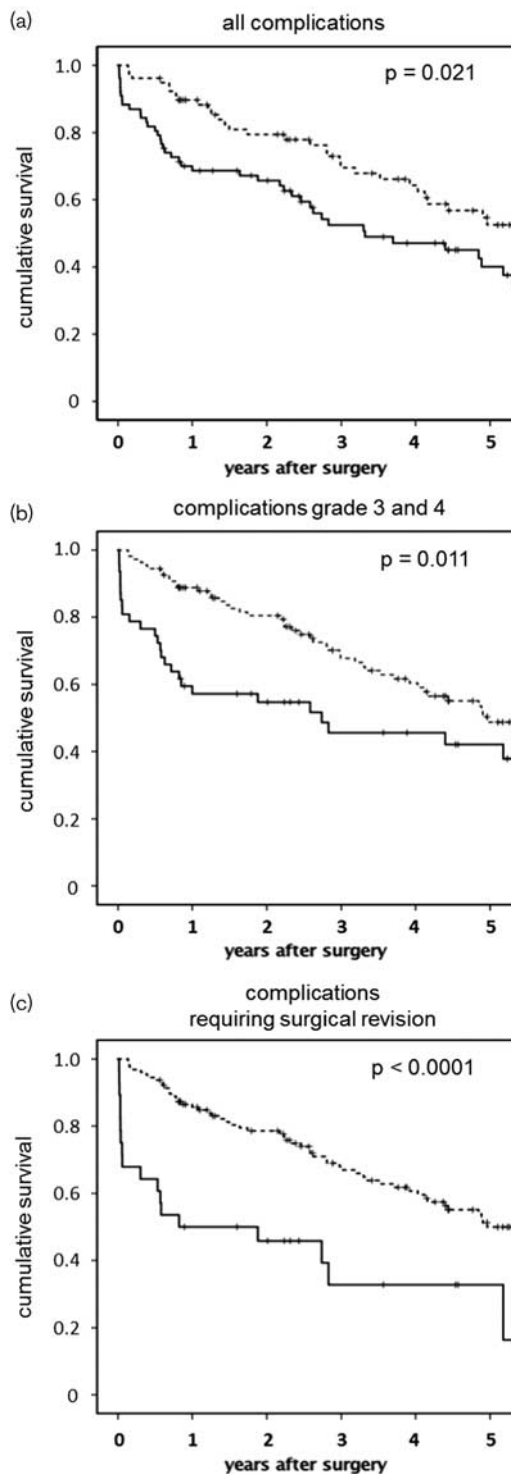 (a)
all complications
p = 0.021
1.0
0.8
0.6
0.4
0.2
0
cumulative survival
0 1 2 3 4 5
years after surgery
(b)
complications grade 3 and 4
p = 0.011
1.0
0.8
0.6
0.4
0.2
0
cumulative survival
0 1 2 3 4 5
years after surgery
(c)
complications
requiring surgical revision
p < 0.0001
1.0
0.8
0.6
0.4
0.2
0
cumulative survival
0 1 2 3 4 5
years after surgery